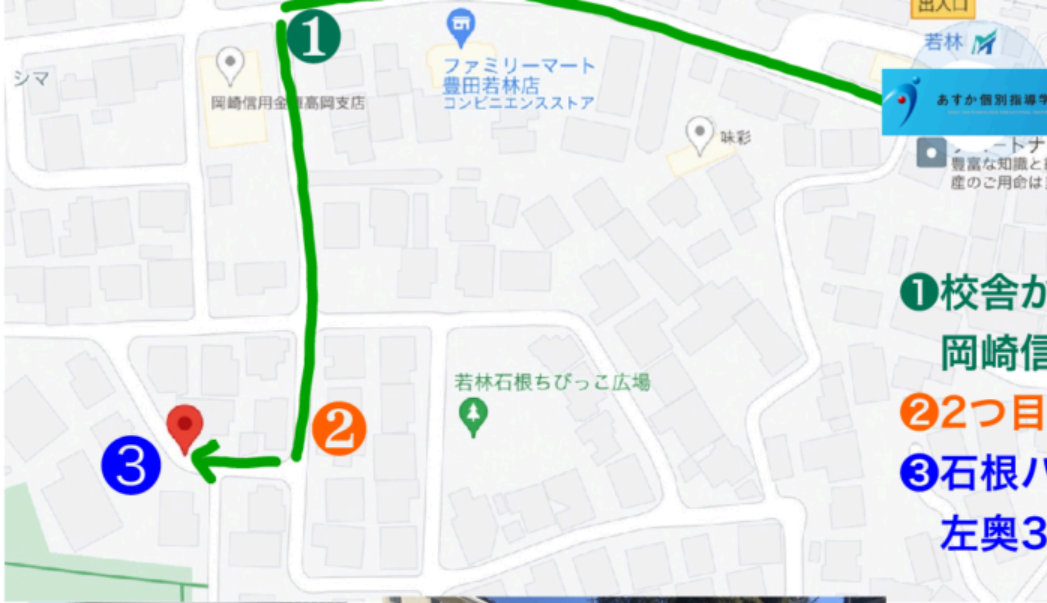 出入口
若林
❶
シマ
ファミリーマート
豊田若林店
コンビニエンスストア
岡崎信用金庫高岡支店
あすか個別指導学
味彩
豊富な知識と
産のご用命は
❶校舎か
岡崎信
若林石根ちびっこ広場
❷
❷2つ目
❸
❸石根ハ
左奥3